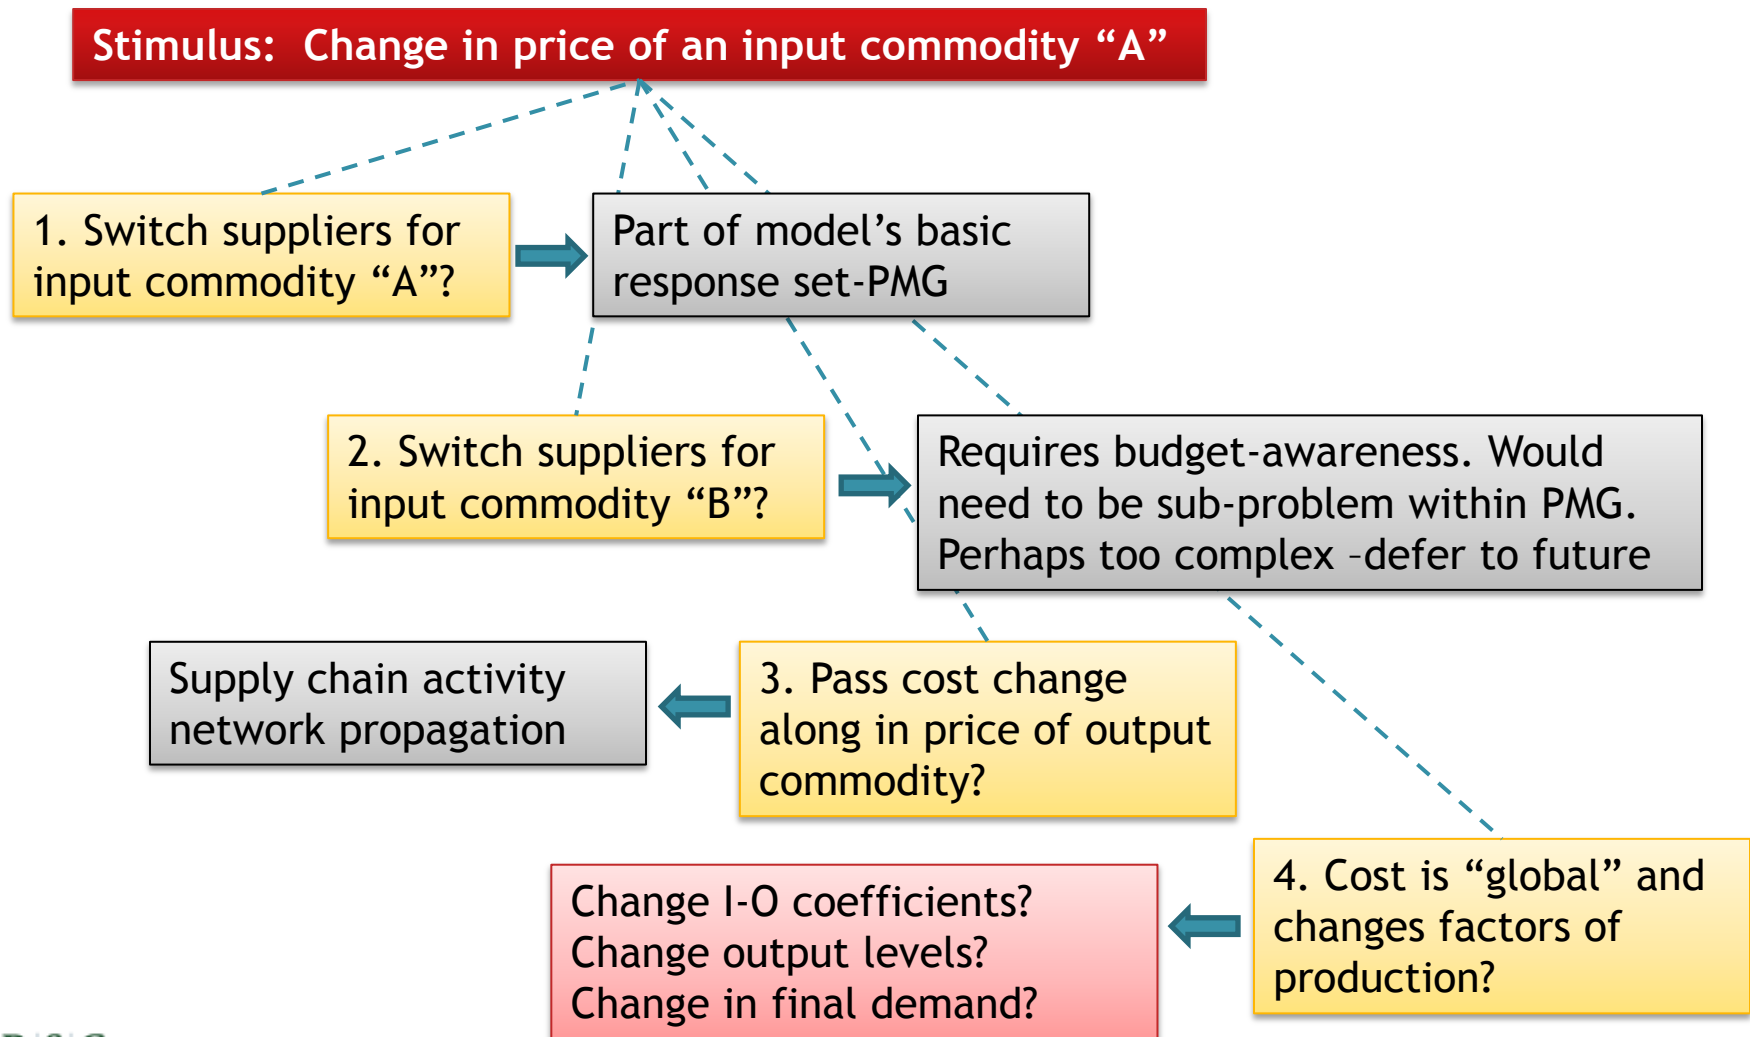 Stimulus:  Change in price of an input commodity “A”
1. Switch suppliers for
input commodity “A”?
Part of model’s basic
response set-PMG
2. Switch suppliers for
input commodity “B”?
Requires budget-awareness. Would
need to be sub-problem within PMG.
Perhaps too complex –defer to future
Supply chain activity
network propagation
3. Pass cost change
along in price of output
commodity?
Change I-O coefficients?
Change output levels?
Change in final demand?
4. Cost is “global” and
changes factors of
production?